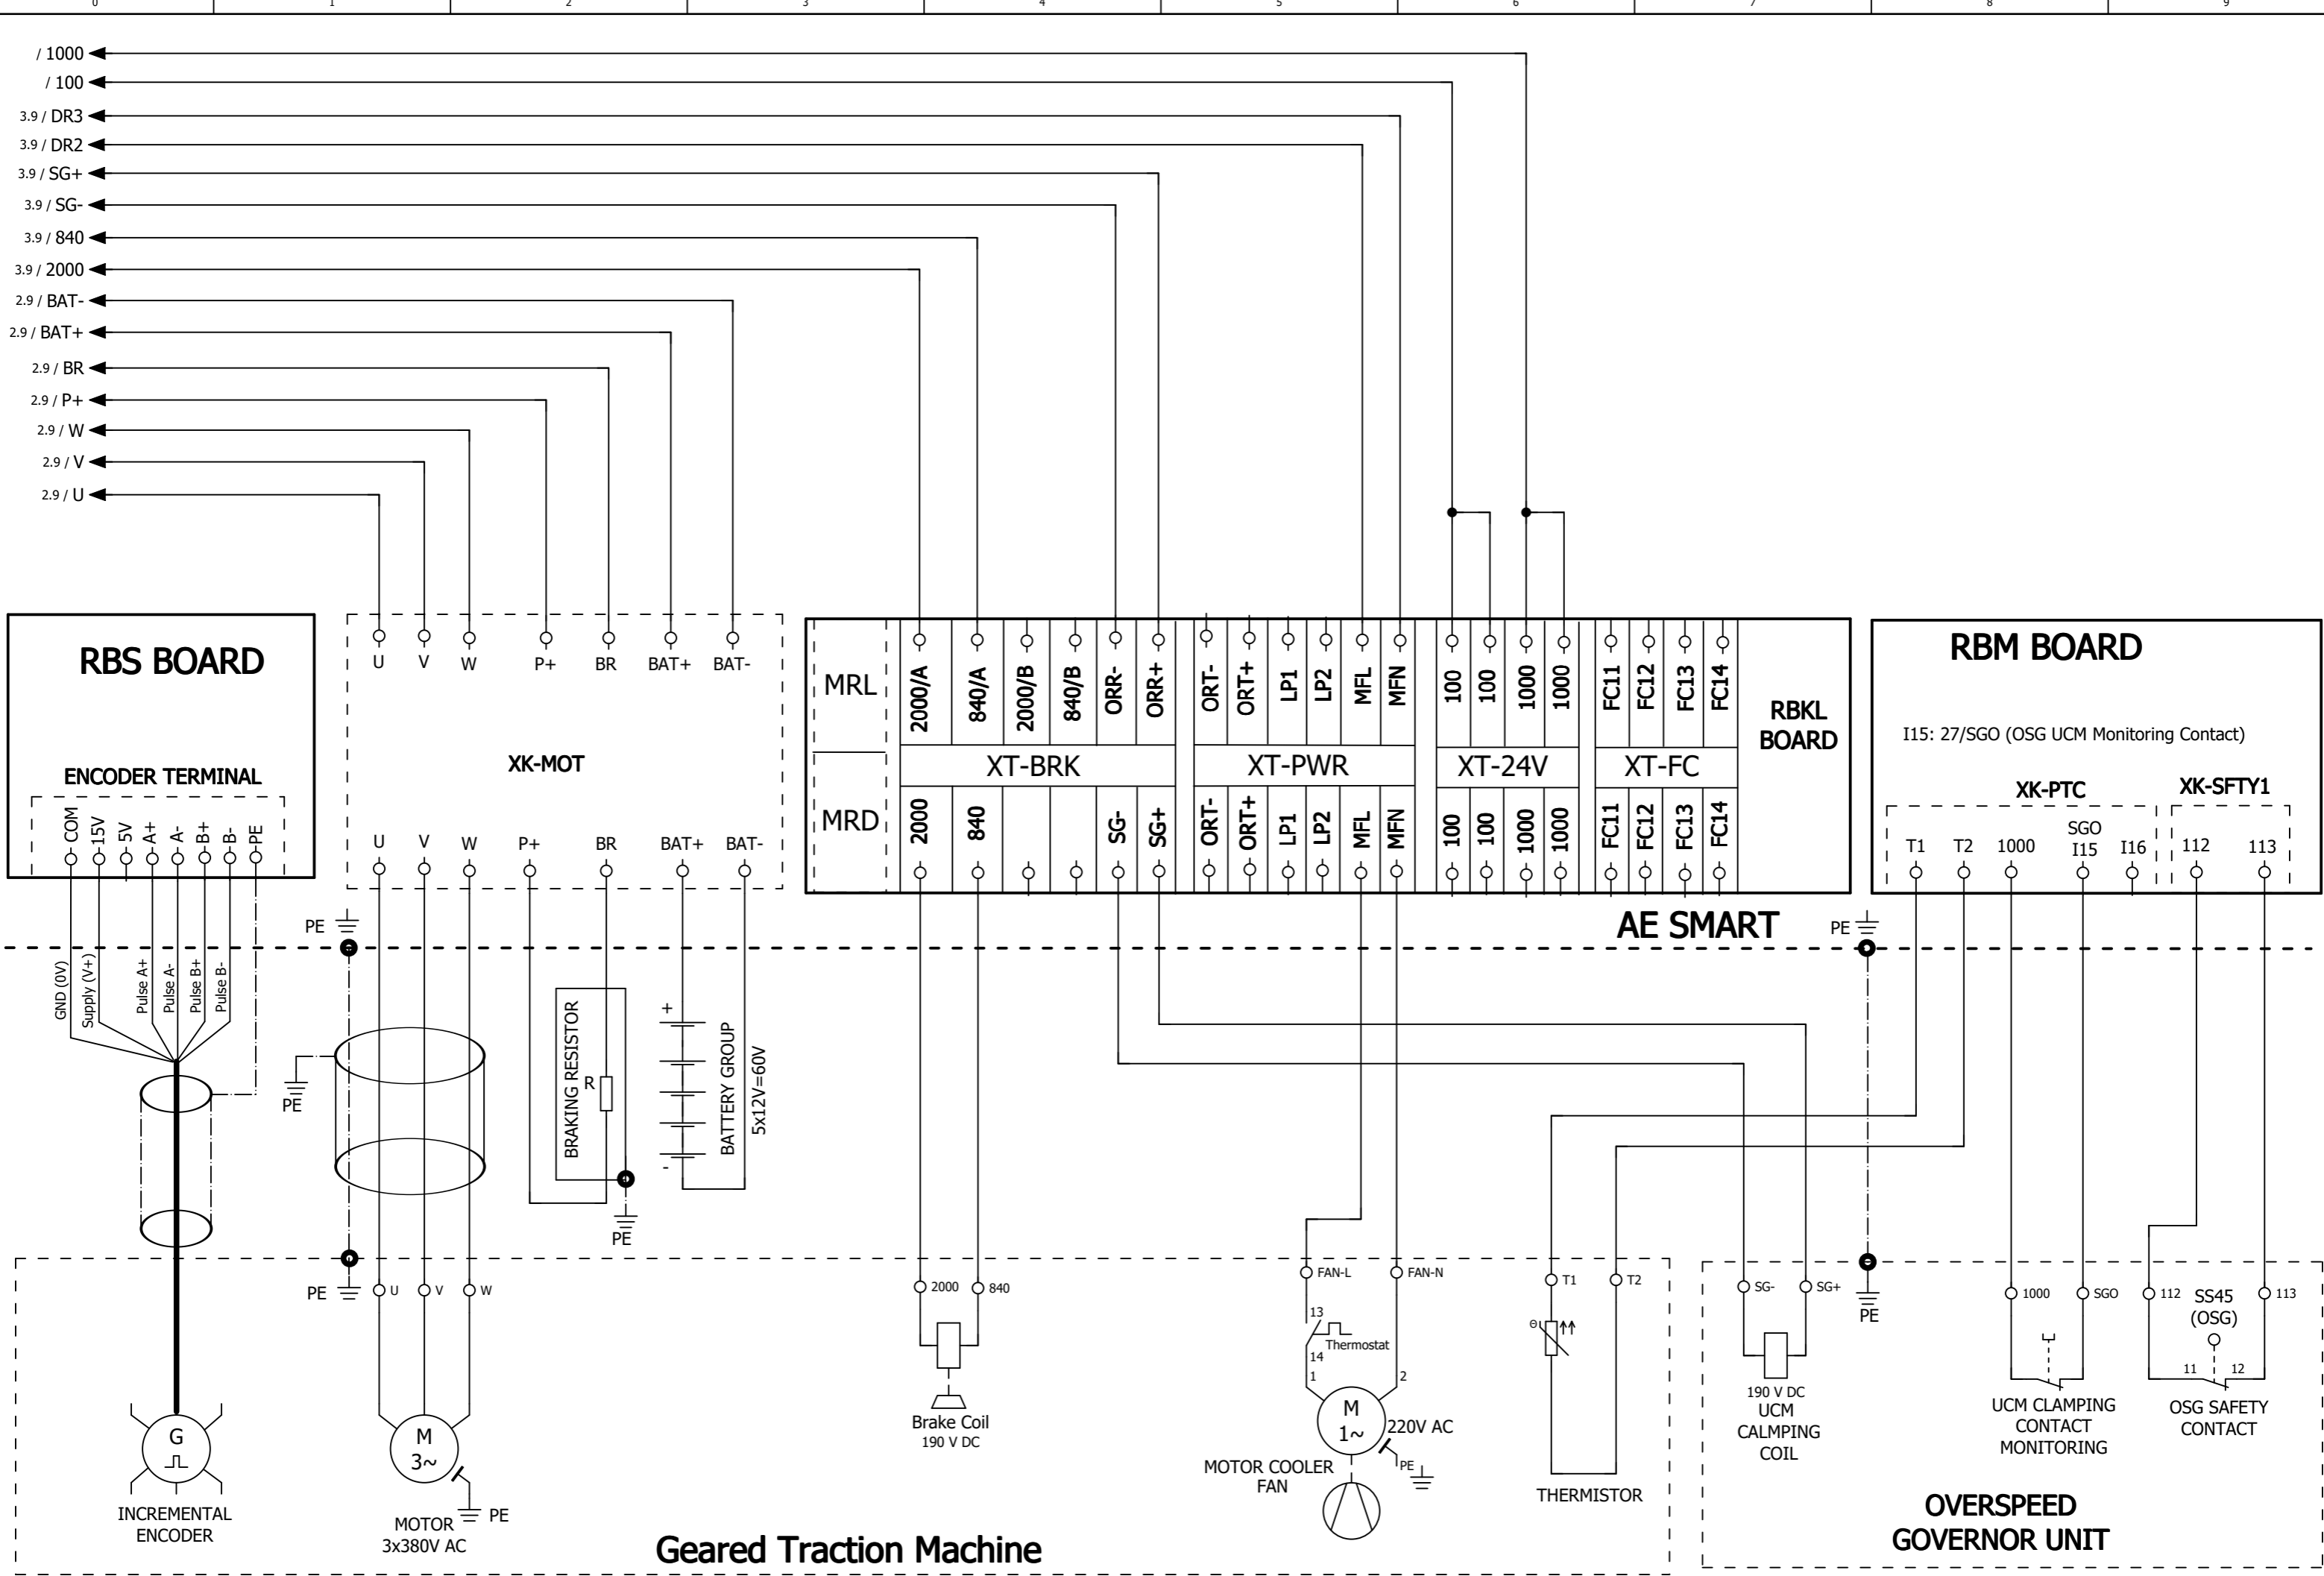 0 1 2 3 4 5 6 7 8 9
/ 1000
/ 100
3.9 / DR3
3.9 / DR2
3.9 / SG+
3.9 / SG-
3.9 / 840
3.9 / 2000
2.9 / BAT-
2.9 / BAT+
2.9 / BR
2.9 / P+
2.9 / W
2.9 / V
2.9 / U
RBS BOARD
ENCODER TERMINAL
COM 15V 5V A+ A- B+ B- PE
U V W P+ BR BAT+ BAT-
XK-MOT
U V W P+ BR BAT+ BAT-
MRL
2000/A 840/A 2000/B 840/B ORR- ORR+
ORT- ORT+ LP1 LP2 MFL MFN
100 100 1000 1000
FC11 FC12 FC13 FC14
RBKL
BOARD
XT-BRK XT-PWR XT-24V XT-FC
MRD
2000 840 SG- SG+
ORT- ORT+ LP1 LP2 MFL MFN
100 100 1000 1000
FC11 FC12 FC13 FC14
RBM BOARD
I15: 27/SGO (OSG UCM Monitoring Contact)
XK-PTC
XK-SFTY1
SGO
T1 T2 1000 I15 I16 112 113
PE
AE SMART
PE
GND (0V)
Supply (V+)
Pulse A+
Pulse A-
Pulse B+
Pulse B-
PE
BRAKING RESISTOR
R
PE
+
-
BATTERY GROUP
5x12V=60V
PE
U V W
2000 840
FAN-L FAN-N
T1 T2
SG- SG+
PE
1000 SGO
112 113
SS45
(OSG)
11 12
13
Thermostat
14
1 2
Θ
G
INCREMENTAL
ENCODER
M
3~
PE
MOTOR
3x380V AC
Brake Coil
190 V DC
M
1~
220V AC
PE
MOTOR COOLER
FAN
THERMISTOR
190 V DC
UCM
CALMPING
COIL
UCM CLAMPING
CONTACT
MONITORING
OSG SAFETY
CONTACT
Geared Traction Machine
OVERSPEED
GOVERNOR UNIT